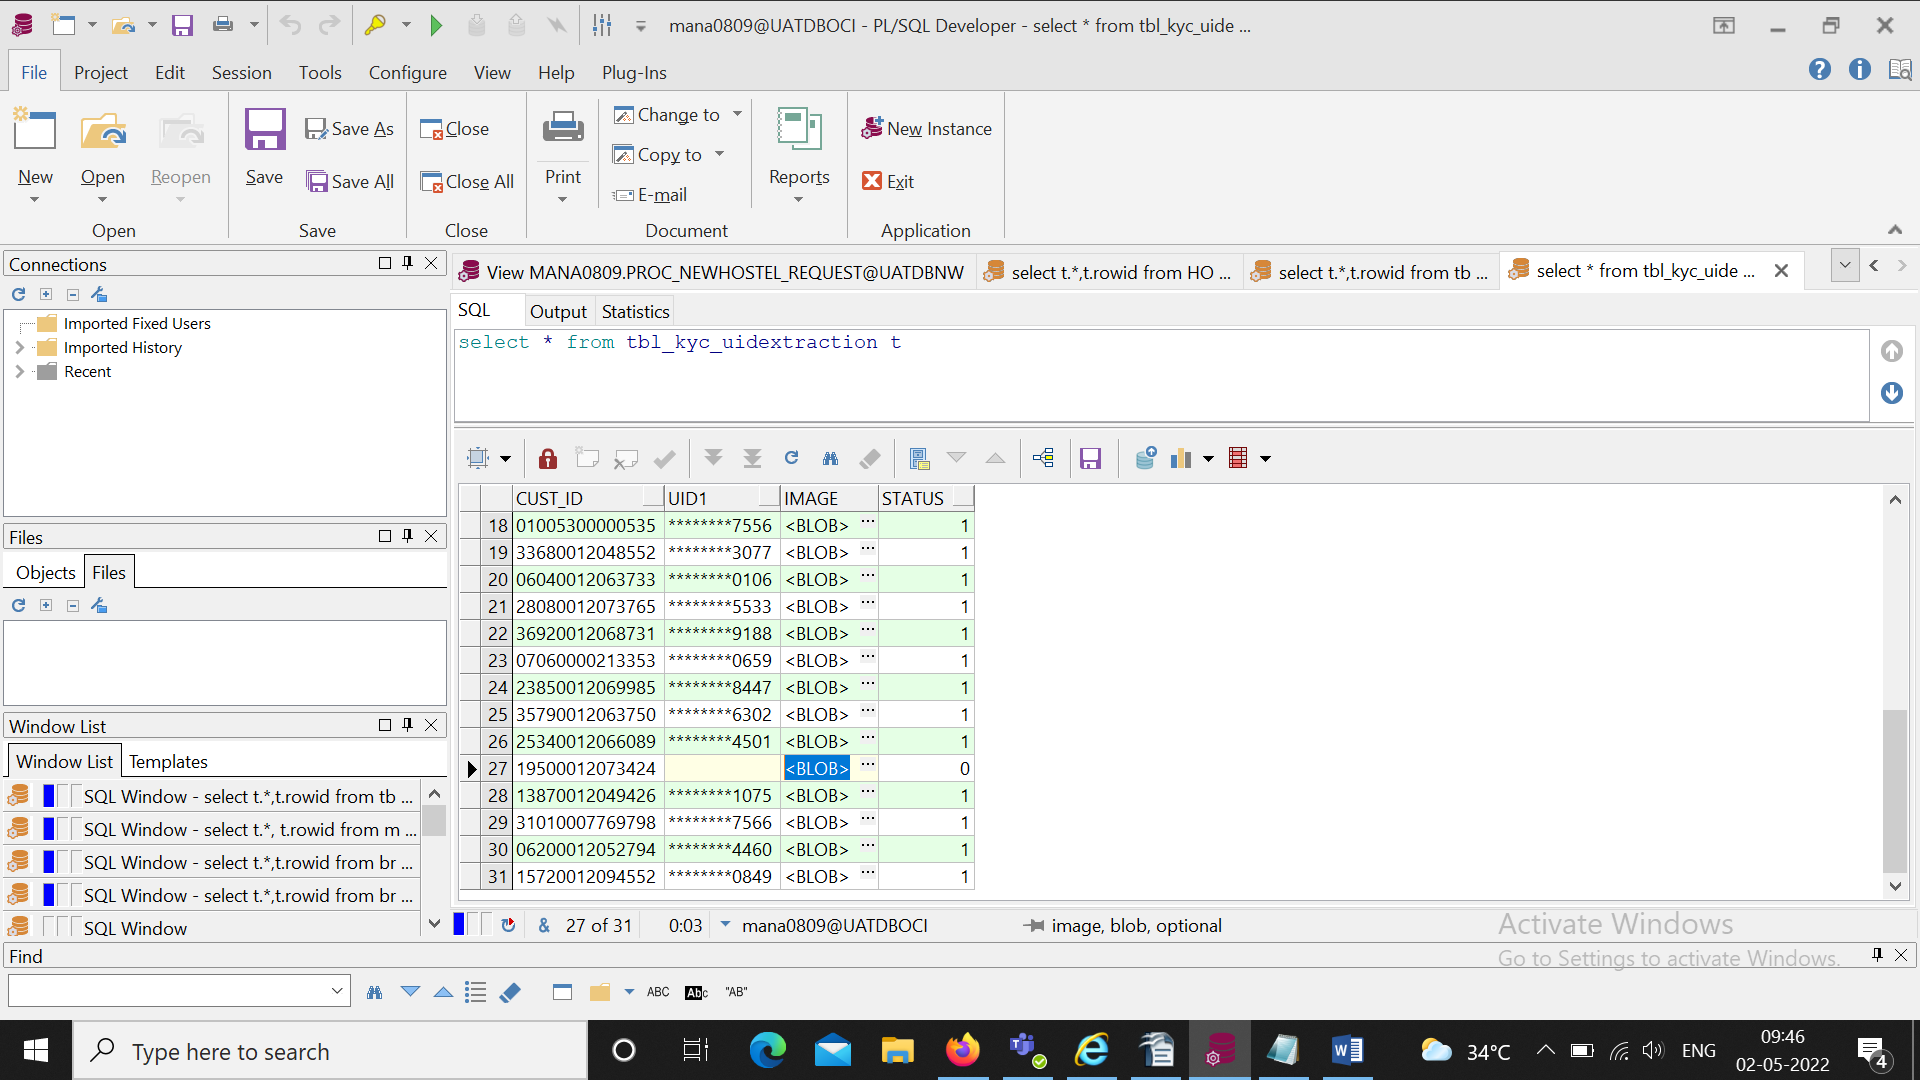 mana0809@UATDBOCI - PL/SQL Developer - select * from tbl_kyc_uide ...
File Project Edit Session Tools Configure View Help Plug-Ins
New Open Reopen
Open
Save Save As Save All
Save
Close Close All
Close
Print Change to Copy to E-mail Reports
Document
New Instance Exit
Application
Connections
Imported Fixed Users
Imported History
Recent
Files
Objects Files
Window List
Window List Templates
SQL Window - select t.*,t.rowid from tb ...
SQL Window - select t.*, t.rowid from m ...
SQL Window - select t.*,t.rowid from br ...
SQL Window - select t.*,t.rowid from br ...
SQL Window
View MANA0809.PROC_NEWHOSTEL_REQUEST@UATDBNW select t.*,t.rowid from HO ... select t.*,t.rowid from tb ... select * from tbl_kyc_uide ...
SQL Output Statistics
select * from tbl_kyc_uidextraction t
CUST_ID UID1 IMAGE STATUS
18 01005300000535 ********7556 <BLOB> ... 1
19 33680012048552 ********3077 <BLOB> ... 1
20 06040012063733 ********0106 <BLOB> ... 1
21 28080012073765 ********5533 <BLOB> ... 1
22 36920012068731 ********9188 <BLOB> ... 1
23 07060000213353 ********0659 <BLOB> ... 1
24 23850012069985 ********8447 <BLOB> ... 1
25 35790012063750 ********6302 <BLOB> ... 1
26 25340012066089 ********4501 <BLOB> ... 1
27 19500012073424 <BLOB> ... 0
28 13870012049426 ********1075 <BLOB> ... 1
29 31010007769798 ********7566 <BLOB> ... 1
30 06200012052794 ********4460 <BLOB> ... 1
31 15720012094552 ********0849 <BLOB> ... 1
& 27 of 31 0:03 mana0809@UATDBOCI image, blob, optional
Activate Windows
Go to Settings to activate Windows.
Find
ABC Abc "AB"
Type here to search
34°C ENG 09:46
02-05-2022
4